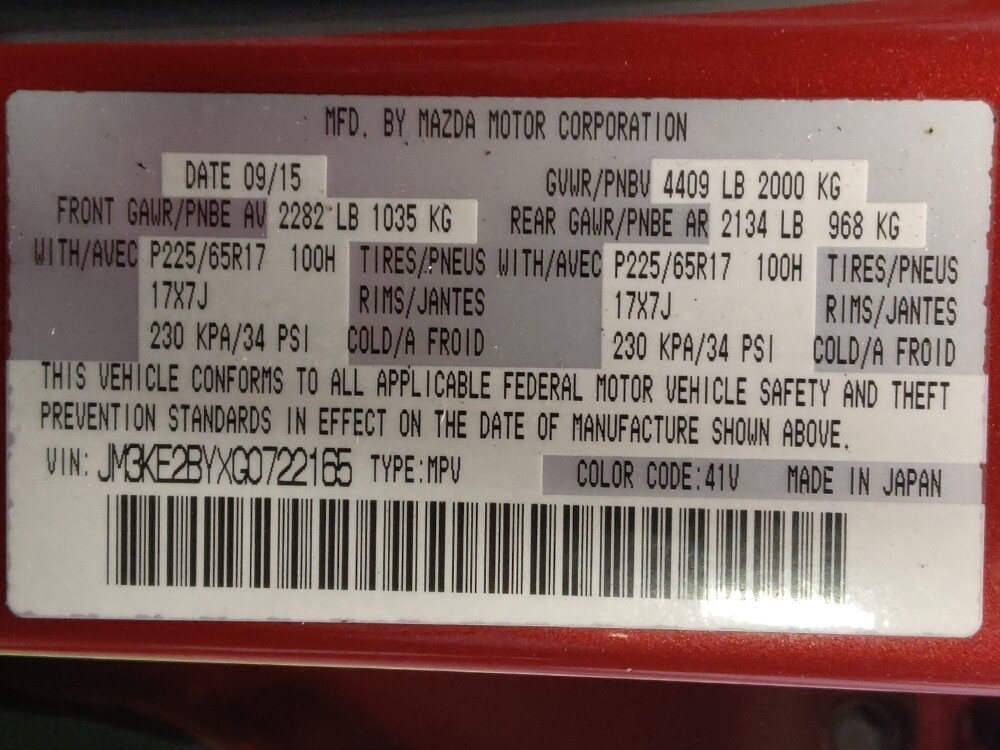 MFD. BY MAZDA MOTOR CORPORATION
DATE 09/15 GVWR/PNBV 4409 LB 2000 KG
FRONT GAWR/PNBE AV 2282 LB 1035 KG REAR GAWR/PNBE AR 2134 LB 968 KG
WITH/AVEC P225/65R17 100H TIRES/PNEUS WITH/AVEC P225/65R17 100H TIRES/PNEUS
17X7J RIMS/JANTES 17X7J RIMS/JANTES
230 KPA/34 PSI COLD/A FROID 230 KPA/34 PSI COLD/A FROID
THIS VEHICLE CONFORMS TO ALL APPLICABLE FEDERAL MOTOR VEHICLE SAFETY AND THEFT
PREVENTION STANDARDS IN EFFECT ON THE DATE OF MANUFACTURE SHOWN ABOVE.
VIN: JM3KE2BYXG0722165 TYPE:MPV COLOR CODE:41V MADE IN JAPAN